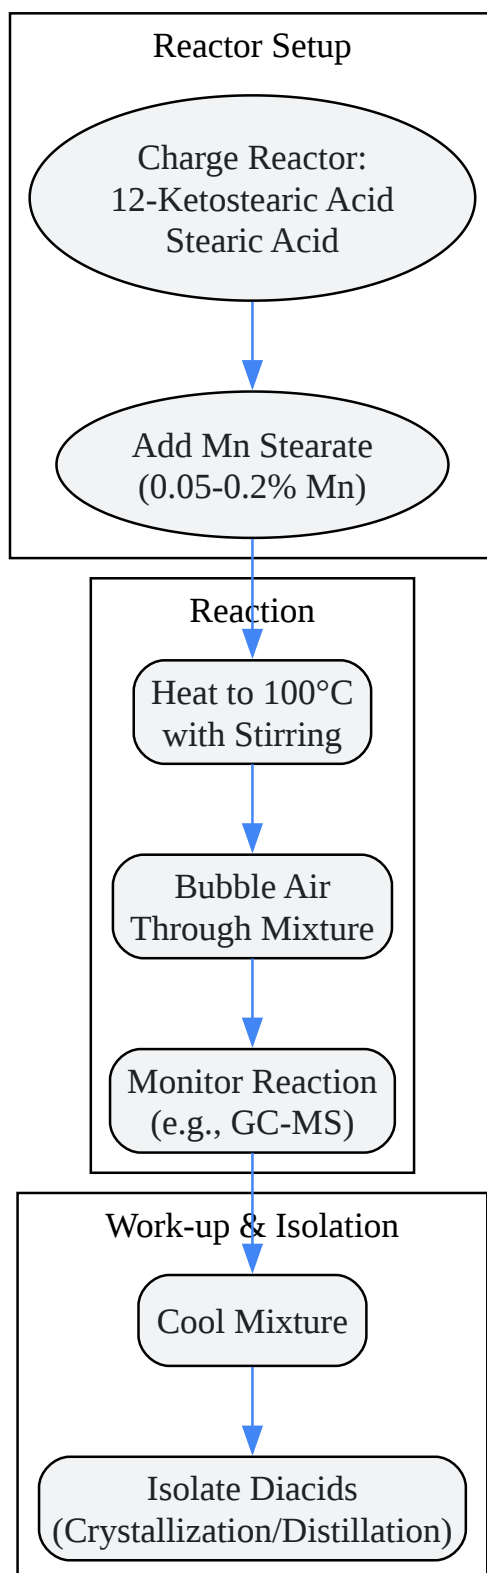 Reactor Setup
Charge Reactor:
12-Ketostearic Acid
Stearic Acid
Add Mn Stearate
(0.05-0.2% Mn)
Reaction
Heat to 100°C
with Stirring
Bubble Air
Through Mixture
Monitor Reaction
(e.g., GC-MS)
Work-up & Isolation
Cool Mixture
Isolate Diacids
(Crystallization/Distillation)